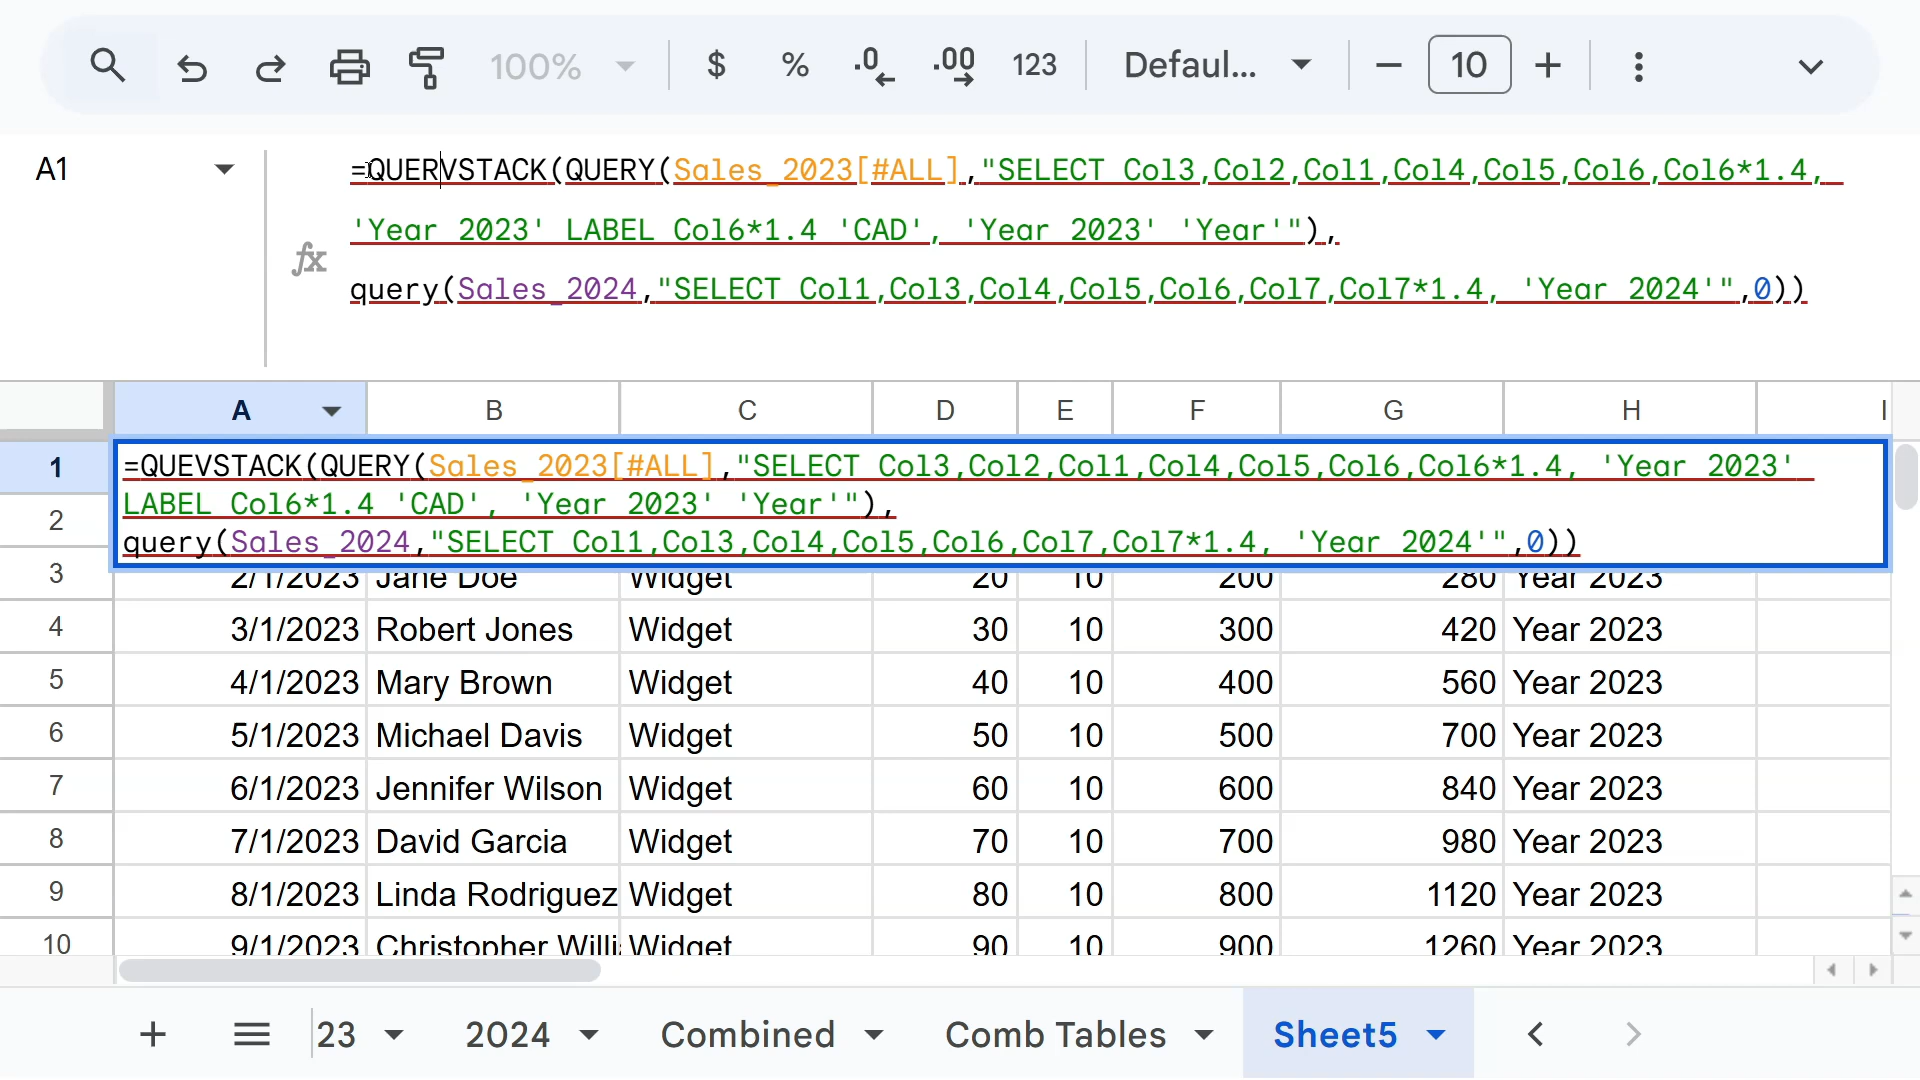 100% $ % .0 .00 123 Defaul... 10
A1
=QUERVSTACK(QUERY(Sales_2023[#ALL],"SELECT Col3,Col2,Col1,Col4,Col5,Col6,Col6*1.4,
'Year 2023' LABEL Col6*1.4 'CAD', 'Year 2023' 'Year'"),
fx
query(Sales_2024,"SELECT Col1,Col3,Col4,Col5,Col6,Col7,Col7*1.4, 'Year 2024'",0))
A B C D E F G H I
1
=QUEVSTACK(QUERY(Sales_2023[#ALL],"SELECT Col3,Col2,Col1,Col4,Col5,Col6,Col6*1.4, 'Year 2023'
LABEL Col6*1.4 'CAD', 'Year 2023' 'Year'"),
2
query(Sales_2024,"SELECT Col1,Col3,Col4,Col5,Col6,Col7,Col7*1.4, 'Year 2024'",0))
3 2/1/2023 Jane Doe Widget 20 10 200 280 Year 2023
4 3/1/2023 Robert Jones Widget 30 10 300 420 Year 2023
5 4/1/2023 Mary Brown Widget 40 10 400 560 Year 2023
6 5/1/2023 Michael Davis Widget 50 10 500 700 Year 2023
7 6/1/2023 Jennifer Wilson Widget 60 10 600 840 Year 2023
8 7/1/2023 David Garcia Widget 70 10 700 980 Year 2023
9 8/1/2023 Linda Rodriguez Widget 80 10 800 1120 Year 2023
10 9/1/2023 Christopher Willi Widget 90 10 900 1260 Year 2023
23 2024 Combined Comb Tables Sheet5